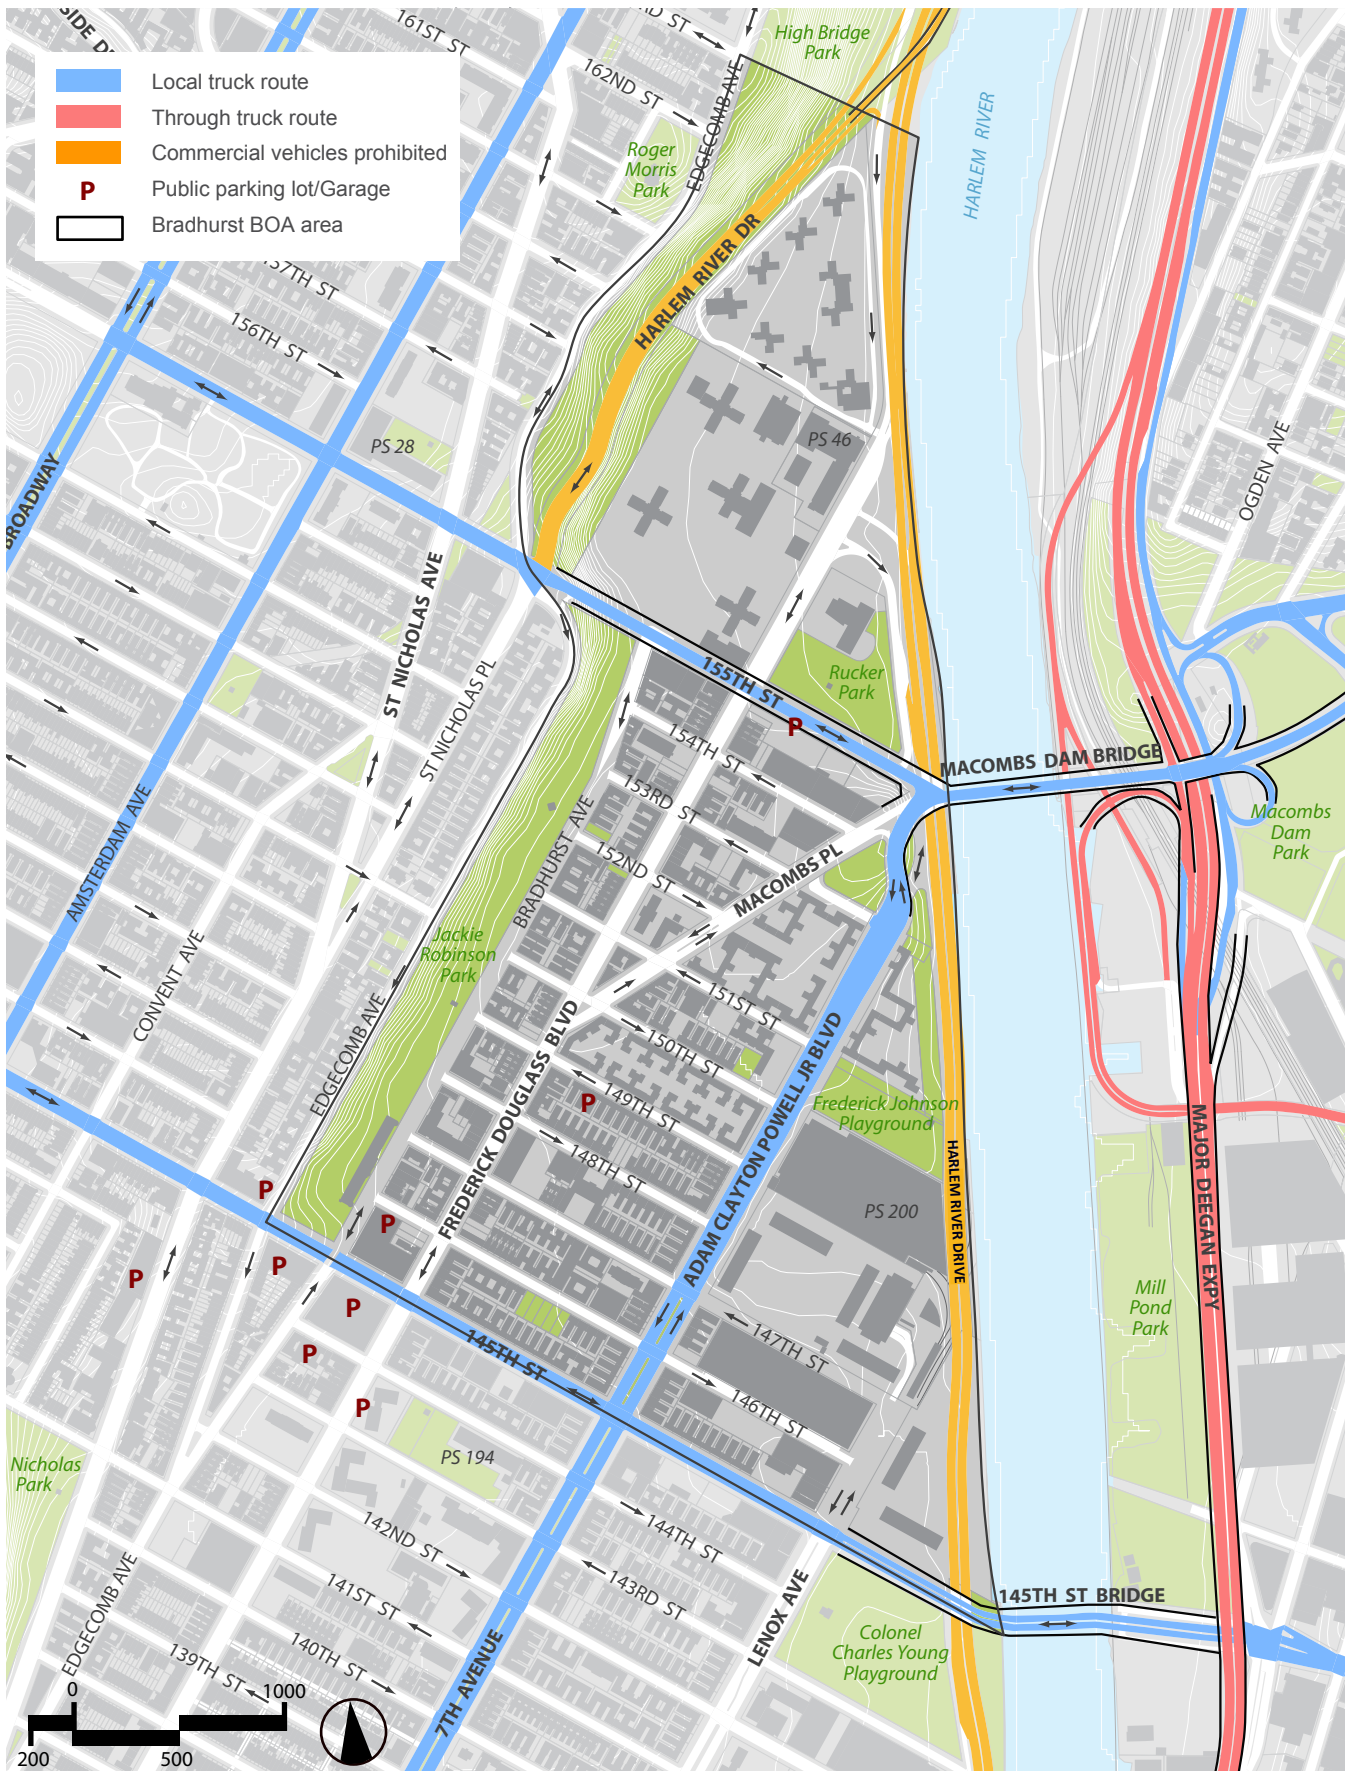 SIDE D
161ST ST
RD ST
High Bridge
Park
162ND ST
EDGECOMB AVE
Local truck route
Through truck route
Commercial vehicles prohibited
P
Public parking lot/Garage
Bradhurst BOA area
Roger
Morris
Park
HARLEM RIVER
HARLEM RIVER DR
57TH ST
156TH ST
PS 28
PS 46
OGDEN AVE
BROADWAY
ST NICHOLAS AVE
ST NICHOLAS PL
155TH ST
Rucker
Park
P
154TH ST
MACOMBS DAM BRIDGE
153RD ST
Macombs
Dam
Park
AMSTERDAM AVE
BRADHURST AVE
152ND ST
MACOMBS PL
CONVENT AVE
Jackie
Robinson
Park
EDGECOMB AVE
151ST ST
150TH ST
FREDERICK DOUGLASS BLVD
ADAM CLAYTON POWELL JR BLVD
P
149TH ST
Frederick Johnson
Playground
148TH ST
HARLEM RIVER DRIVE
MAJOR DEEGAN EXPY
P
P
PS 200
P
P
P
Mill
Pond
Park
147TH ST
145TH ST
P
146TH ST
P
PS 194
Nicholas
Park
142ND ST
144TH ST
141ST ST
143RD ST
LENOX AVE
145TH ST BRIDGE
EDGECOMB AVE
140TH ST
139TH ST
7TH AVENUE
Colonel
Charles Young
Playground
0
1000
200
500